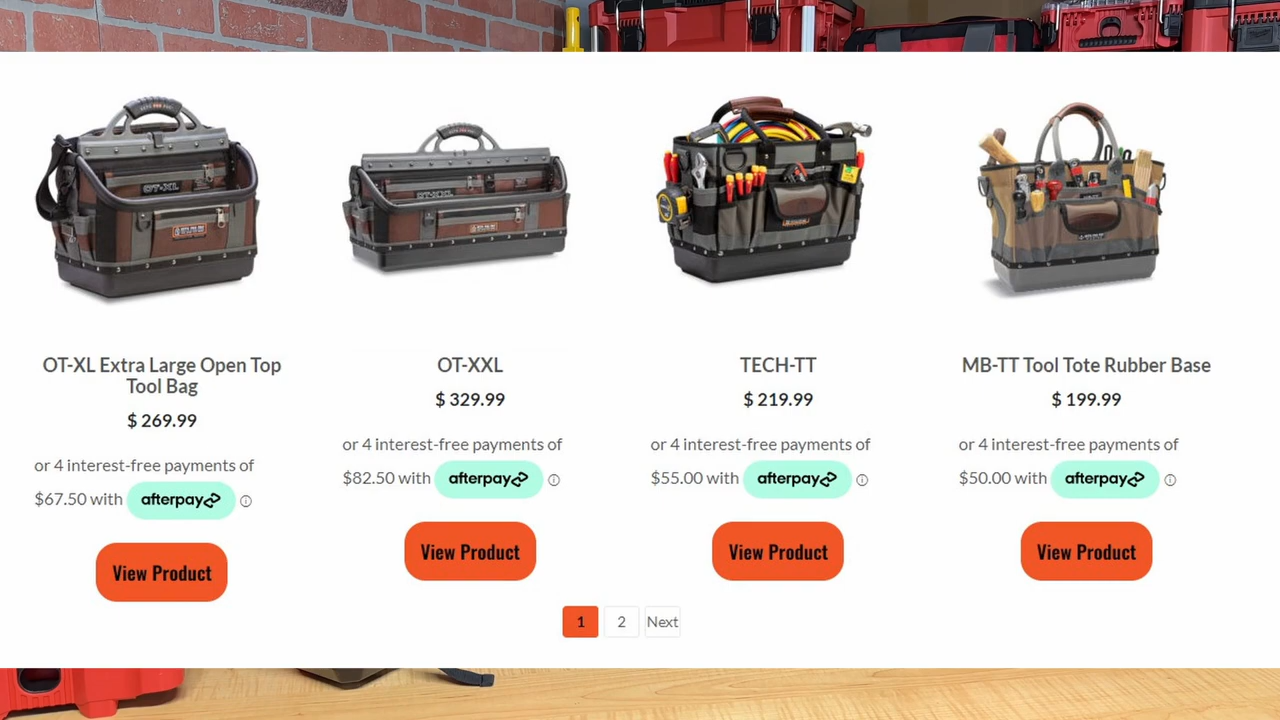 OT-XL
OT-XXL
OT-XL Extra Large Open Top
Tool Bag
$ 269.99
or 4 interest-free payments of
$67.50 with afterpay
View Product
OT-XXL
$ 329.99
or 4 interest-free payments of
$82.50 with afterpay
View Product
TECH-TT
$ 219.99
or 4 interest-free payments of
$55.00 with afterpay
View Product
MB-TT Tool Tote Rubber Base
$ 199.99
or 4 interest-free payments of
$50.00 with afterpay
View Product
1 2 Next